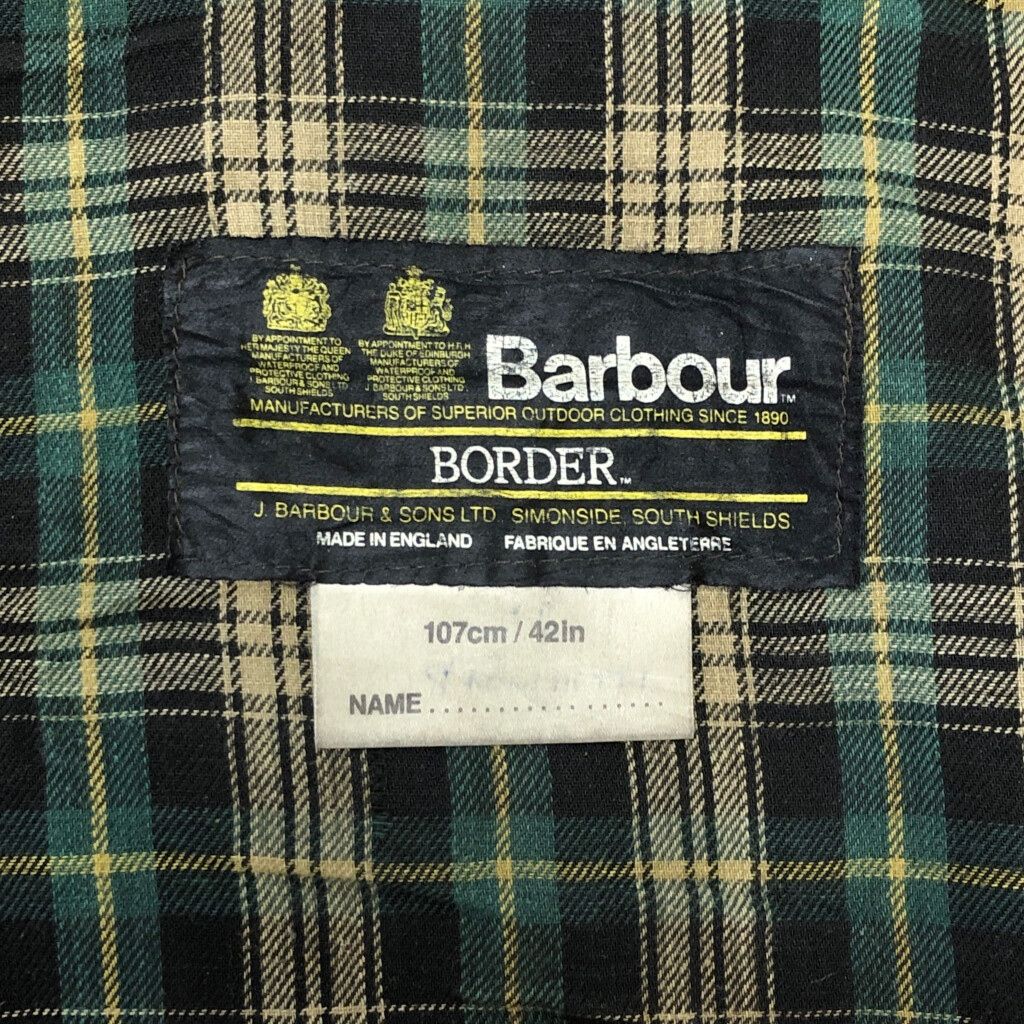 BY APPOINTMENT TO
HER MAJESTY THE QUEEN
MANUFACTURERS OF
WATERPROOF AND
PROTECTIVE CLOTHING
J. BARBOUR & SONS LTD
SOUTH SHIELDS
BY APPOINTMENT TO H.R.H.
THE DUKE OF EDINBURGH
MANUFACTURERS OF
WATERPROOF AND
PROTECTIVE CLOTHING
J. BARBOUR & SONS LTD
SOUTH SHIELDS
Barbour™
MANUFACTURERS OF SUPERIOR OUTDOOR CLOTHING SINCE 1890
BORDER™
J. BARBOUR & SONS LTD. SIMONSIDE, SOUTH SHIELDS
MADE IN ENGLAND FABRIQUE EN ANGLETERRE
107cm / 42in
NAME....................